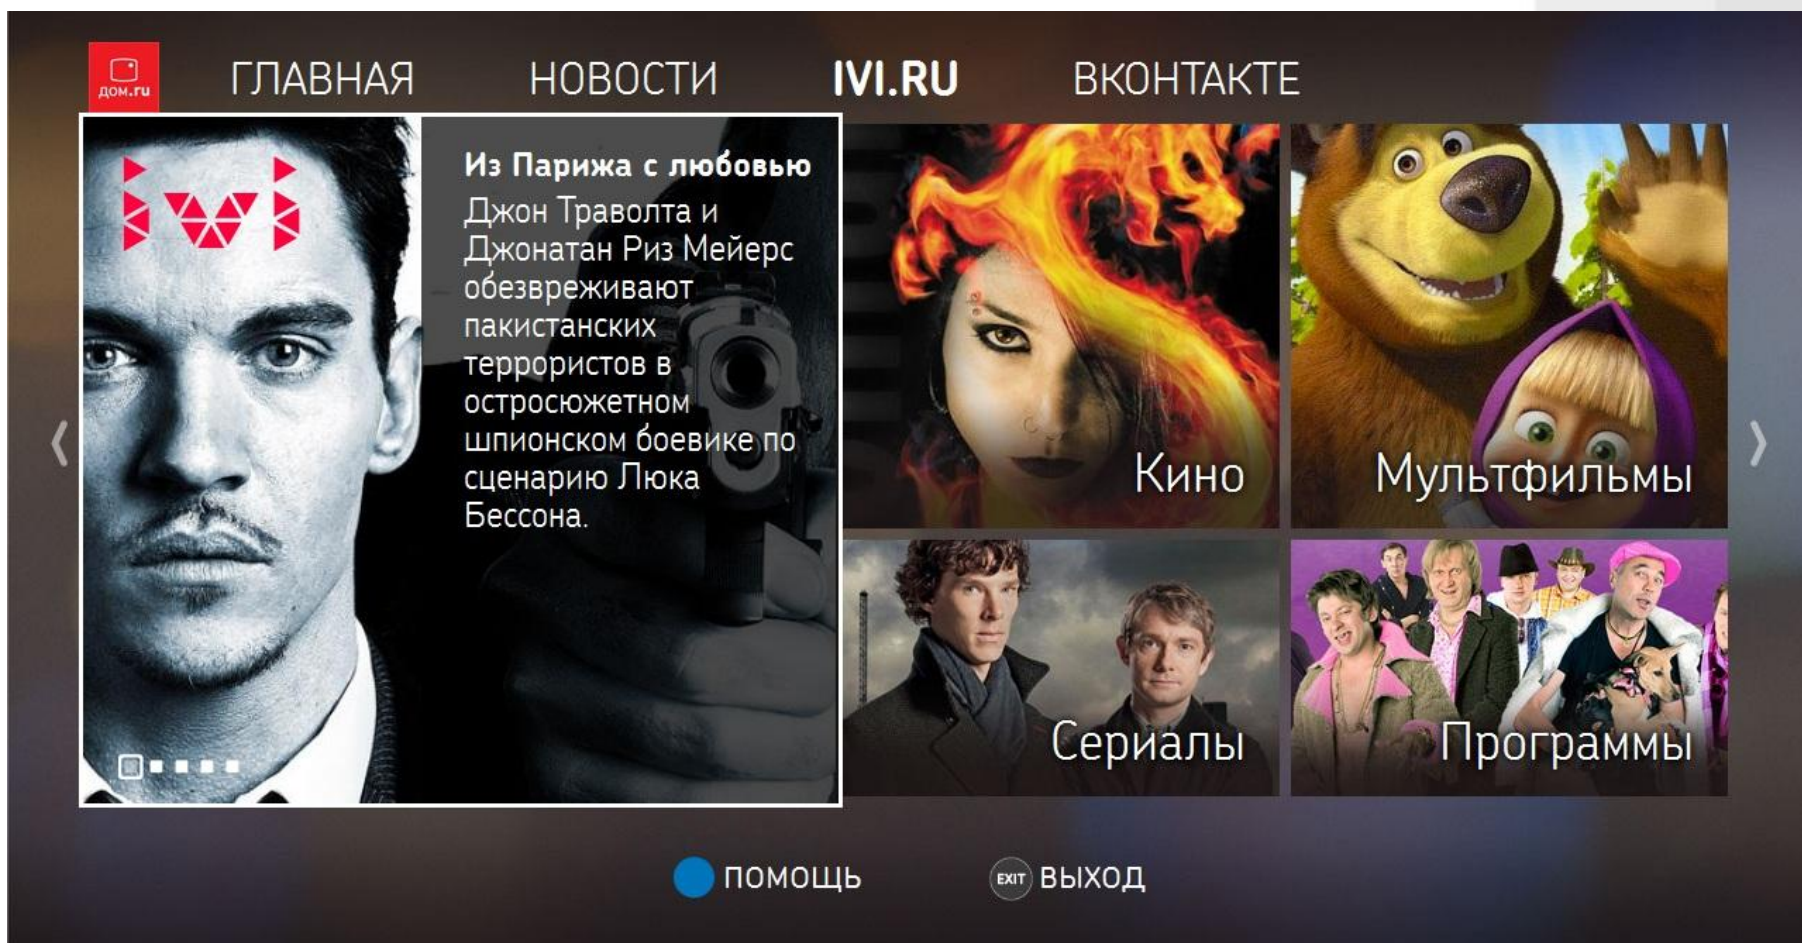 дом.ru
ГЛАВНАЯ
НОВОСТИ
IVI.RU
ВКОНТАКТЕ
ivi
Из Парижа с любовью
Джон Траволта и
Джонатан Риз Мейерс
обезвреживают
пакистанских
террористов в
остросюжетном
шпионском боевике по
сценарию Люка
Бессона.
Кино
Мультфильмы
Сериалы
Программы
ПОМОЩЬ
EXIT ВЫХОД